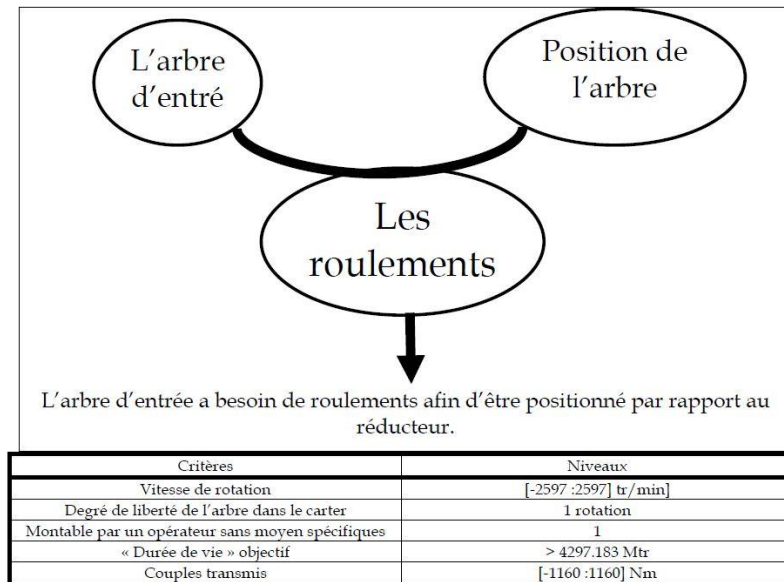 L'arbre
d'entré
Position de
l'arbre
Les
roulements
L'arbre d'entrée a besoin de roulements afin d'être positionné par rapport au
réducteur.
Critères Niveaux
Vitesse de rotation [-2597 :2597] tr/min]
Degré de liberté de l'arbre dans le carter 1 rotation
Montable par un opérateur sans moyen spécifiques 1
« Durée de vie » objectif > 4297.183 Mtr
Couples transmis [-1160 :1160] Nm